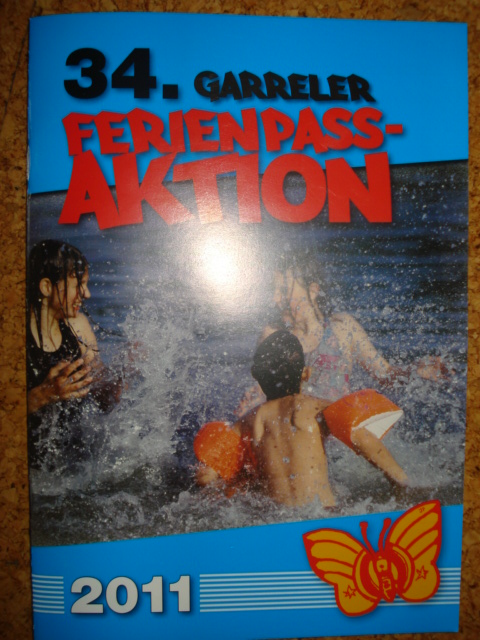 34. GARRELER
FERIENPASS-
AKTION
2011